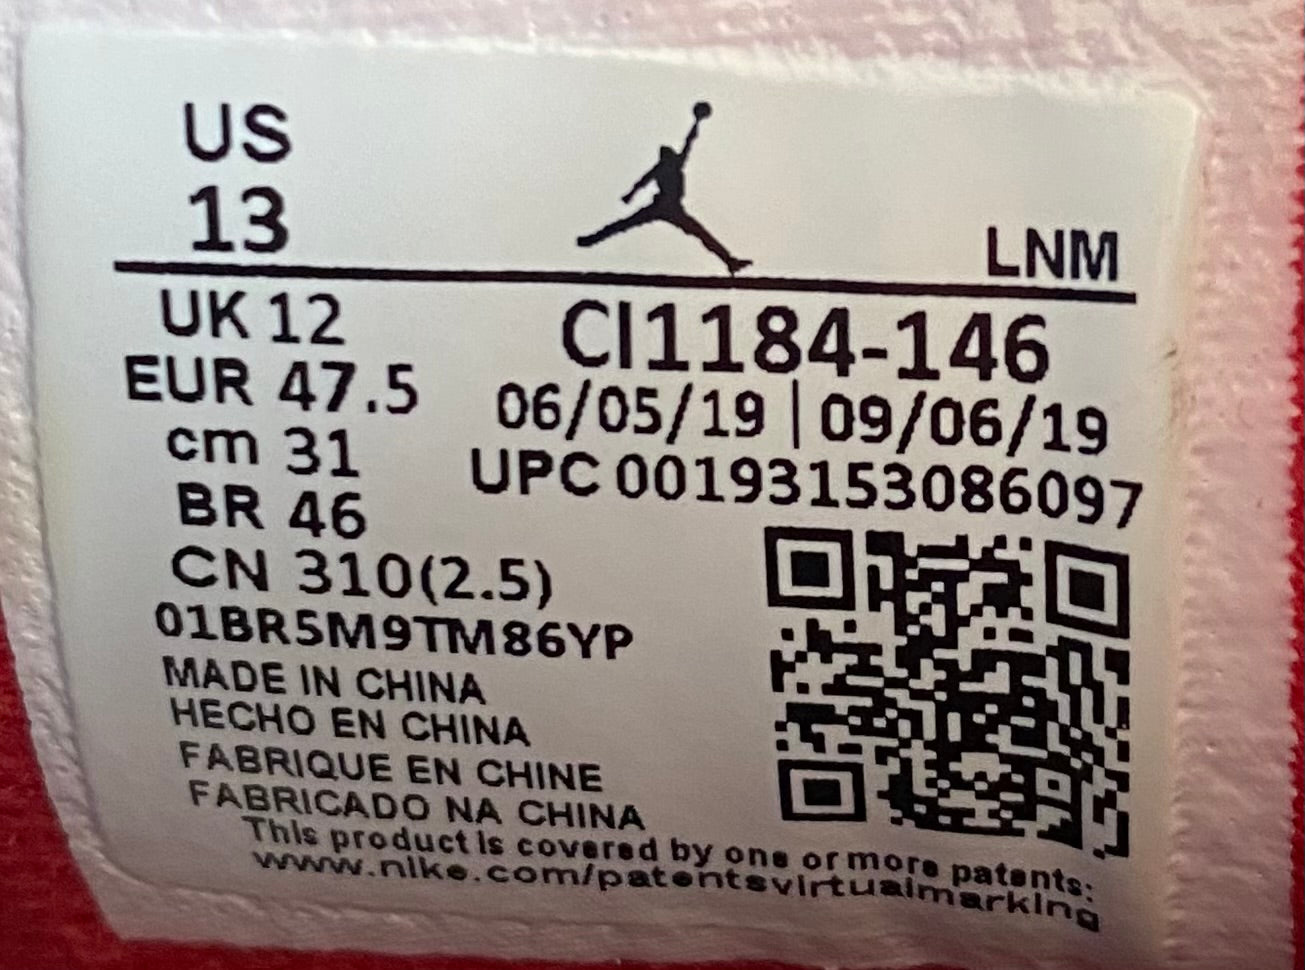 US
13
LNM
UK 12
EUR 47.5
cm 31
BR 46
CN 310(2.5)
01BR5M9TM86YP
CI1184-146
06/05/19 | 09/06/19
UPC 00193153086097
MADE IN CHINA
HECHO EN CHINA
FABRIQUE EN CHINE
FABRICADO NA CHINA
This product is covered by one or more patents:
www.nike.com/patentsvirtualmarking